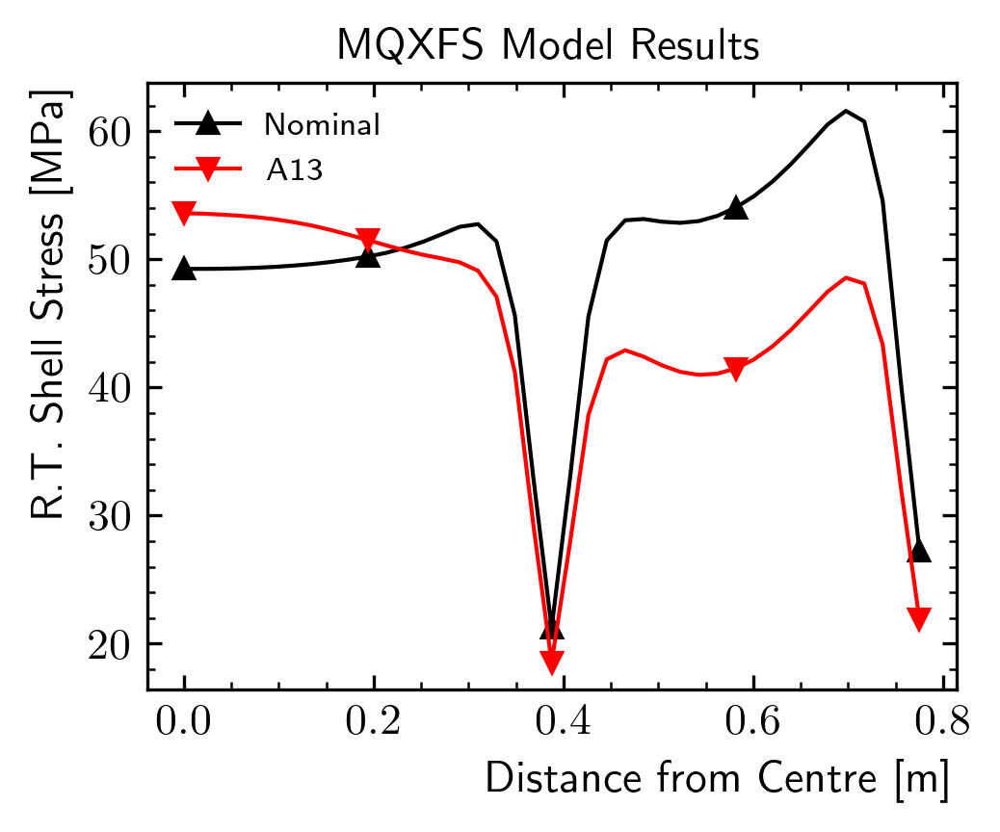 MQXFS Model Results
R.T. Shell Stress [MPa]
60
50
40
30
20
Nominal
A13
0.0 0.2 0.4 0.6 0.8
Distance from Centre [m]